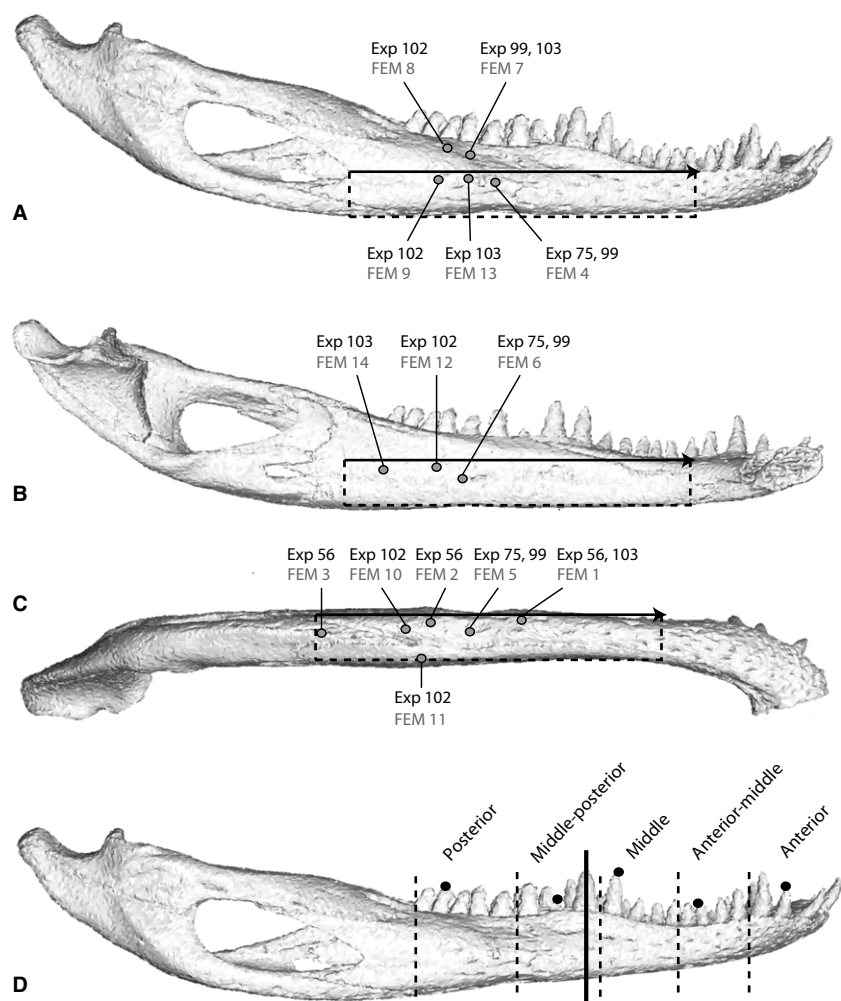 Exp 102
FEM 8
Exp 99, 103
FEM 7
A
Exp 102
FEM 9
Exp 103
FEM 13
Exp 75, 99
FEM 4
Exp 103
FEM 14
Exp 102
FEM 12
Exp 75, 99
FEM 6
B
C
Exp 56
FEM 3
Exp 102
FEM 10
Exp 56
FEM 2
Exp 75, 99
FEM 5
Exp 56, 103
FEM 1
Exp 102
FEM 11
Posterior
Middle-posterior
Middle
Anterior-middle
Anterior
D